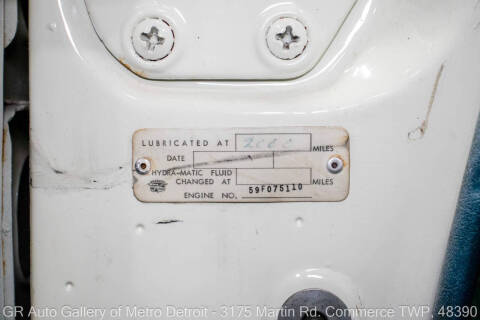 LUBRICATED AT 2000 MILES
DATE
HYDRA-MATIC FLUID
CHANGED AT MILES
ENGINE NO. 59F075110
GR Auto Gallery of Metro Detroit - 3175 Martin Rd. Commerce TWP, 48390